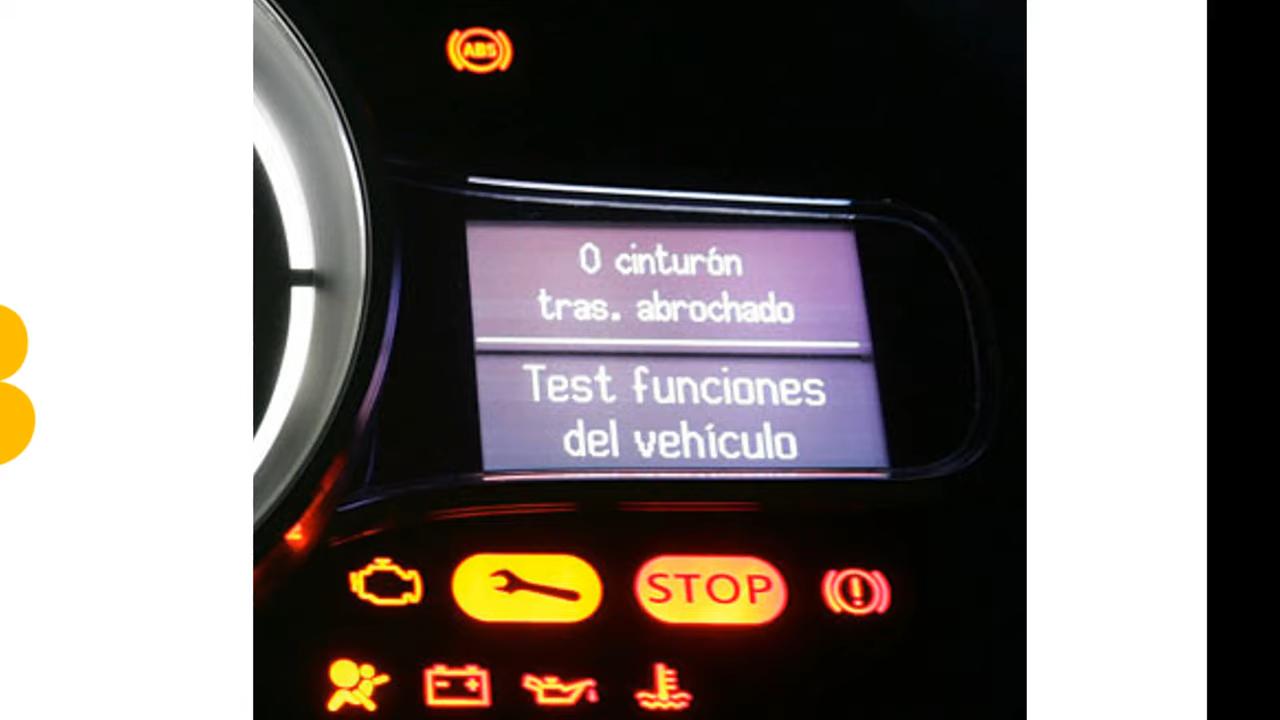 ABS
0 cinturón
tras. abrochado
Test funciones
del vehículo
STOP